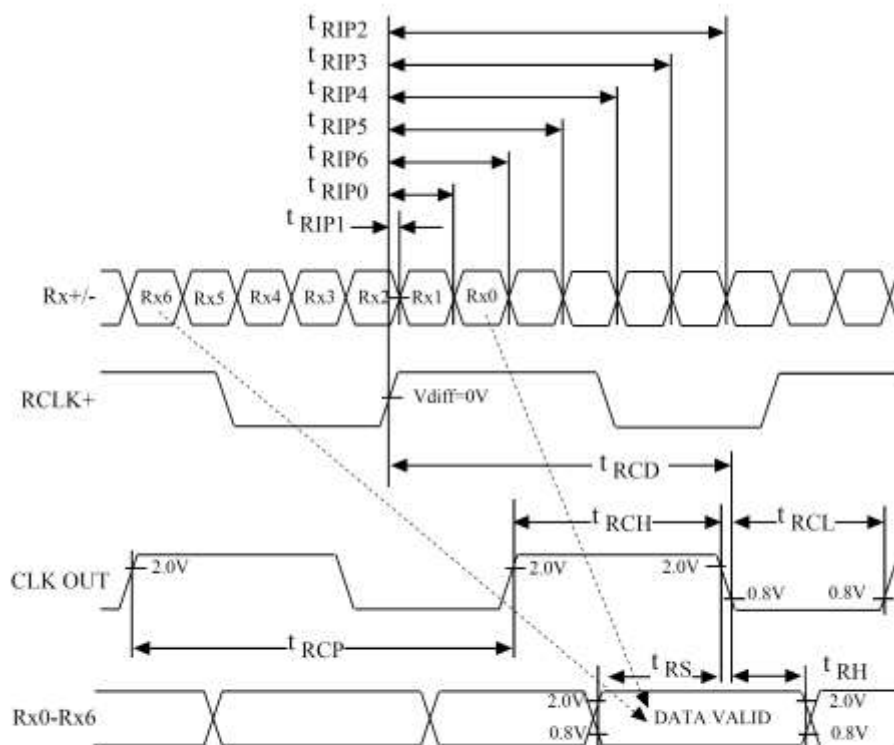 t RIP2
t RIP3
t RIP4
t RIP5
t RIP6
t RIP0
t RIP1
Rx+/- Rx6 Rx5 Rx4 Rx3 Rx2 Rx1 Rx0
RCLK+ Vdiff=0V
t RCD
t RCH t RCL
CLK OUT 2.0V 2.0V 2.0V
0.8V 0.8V
t RCP
t RS t RH
Rx0-Rx6 2.0V DATA VALID 2.0V
0.8V 0.8V